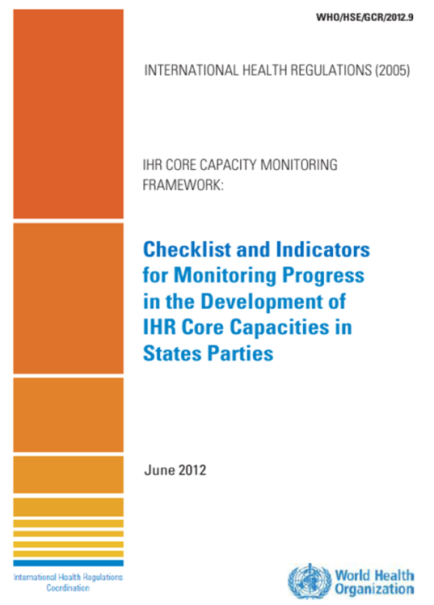 WHO/HSE/GCR/2012.9
INTERNATIONAL HEALTH REGULATIONS (2005)
IHR CORE CAPACITY MONITORING
FRAMEWORK:
Checklist and Indicators
for Monitoring Progress
in the Development of
IHR Core Capacities in
States Parties
June 2012
International Health Regulations
Coordination
World Health
Organization